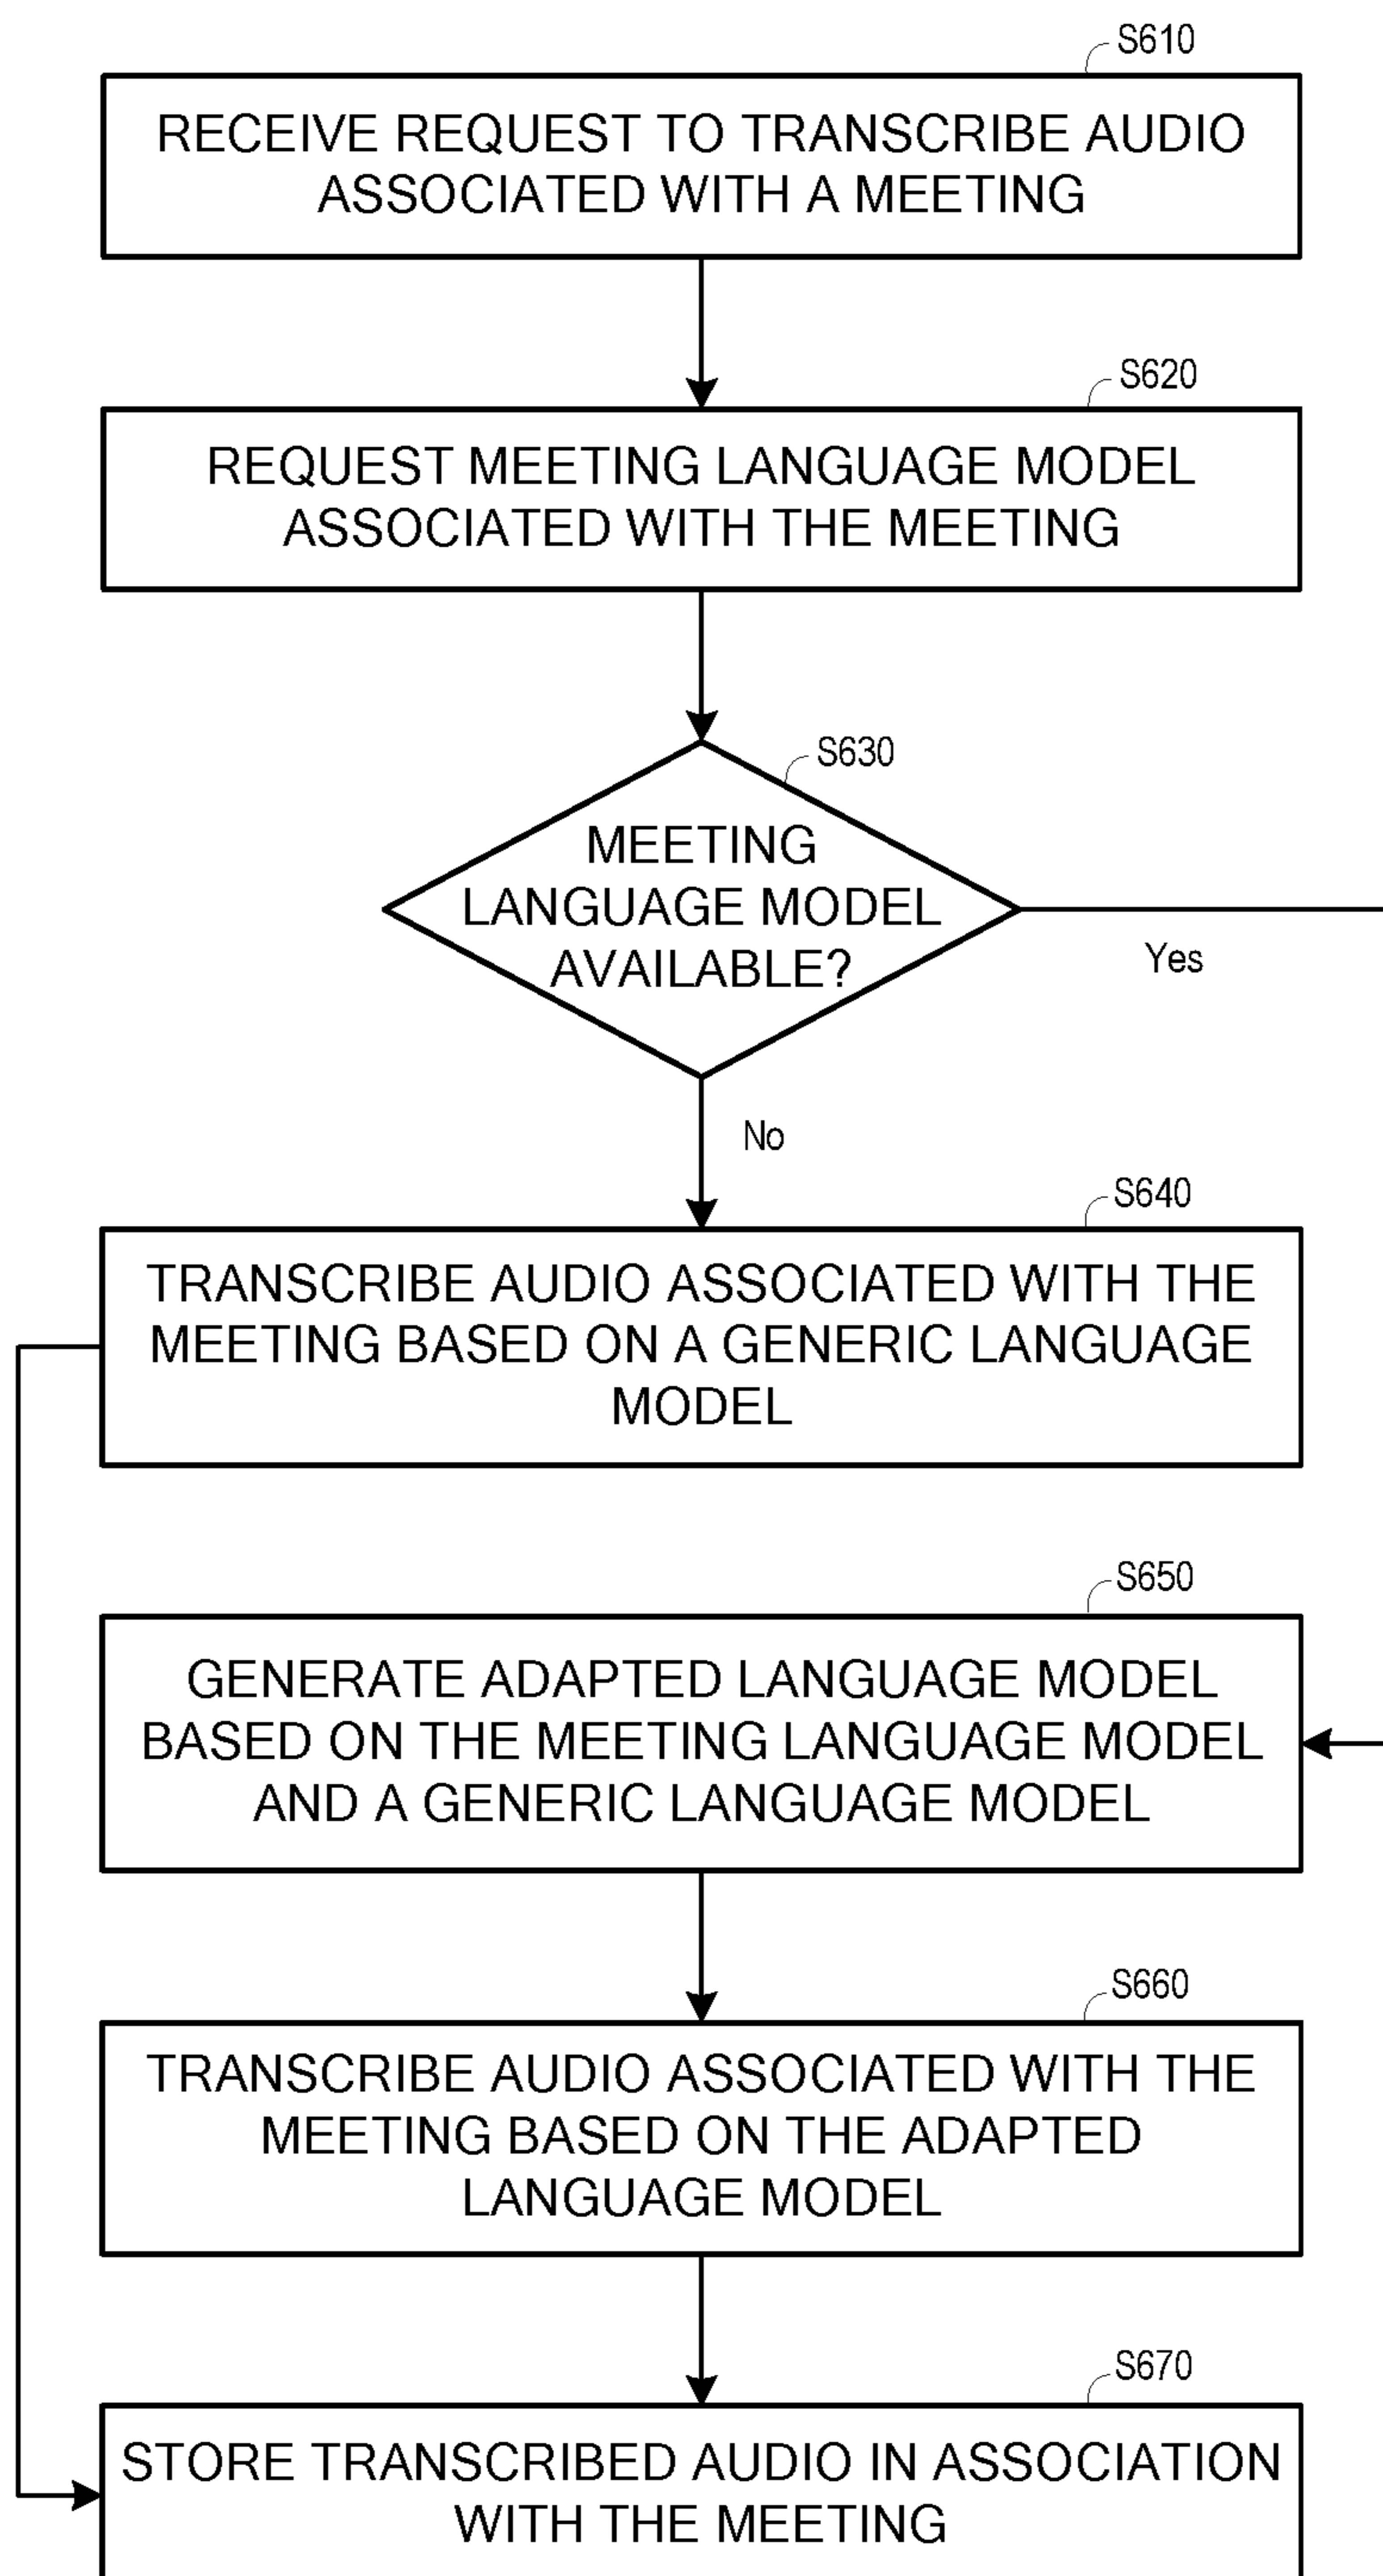 S610
RECEIVE REQUEST TO TRANSCRIBE AUDIO
ASSOCIATED WITH A MEETING
S620
REQUEST MEETING LANGUAGE MODEL
ASSOCIATED WITH THE MEETING
S630
MEETING
LANGUAGE MODEL
AVAILABLE?
Yes
No
S640
TRANSCRIBE AUDIO ASSOCIATED WITH THE
MEETING BASED ON A GENERIC LANGUAGE
MODEL
S650
GENERATE ADAPTED LANGUAGE MODEL
BASED ON THE MEETING LANGUAGE MODEL
AND A GENERIC LANGUAGE MODEL
S660
TRANSCRIBE AUDIO ASSOCIATED WITH THE
MEETING BASED ON THE ADAPTED
LANGUAGE MODEL
S670
STORE TRANSCRIBED AUDIO IN ASSOCIATION
WITH THE MEETING